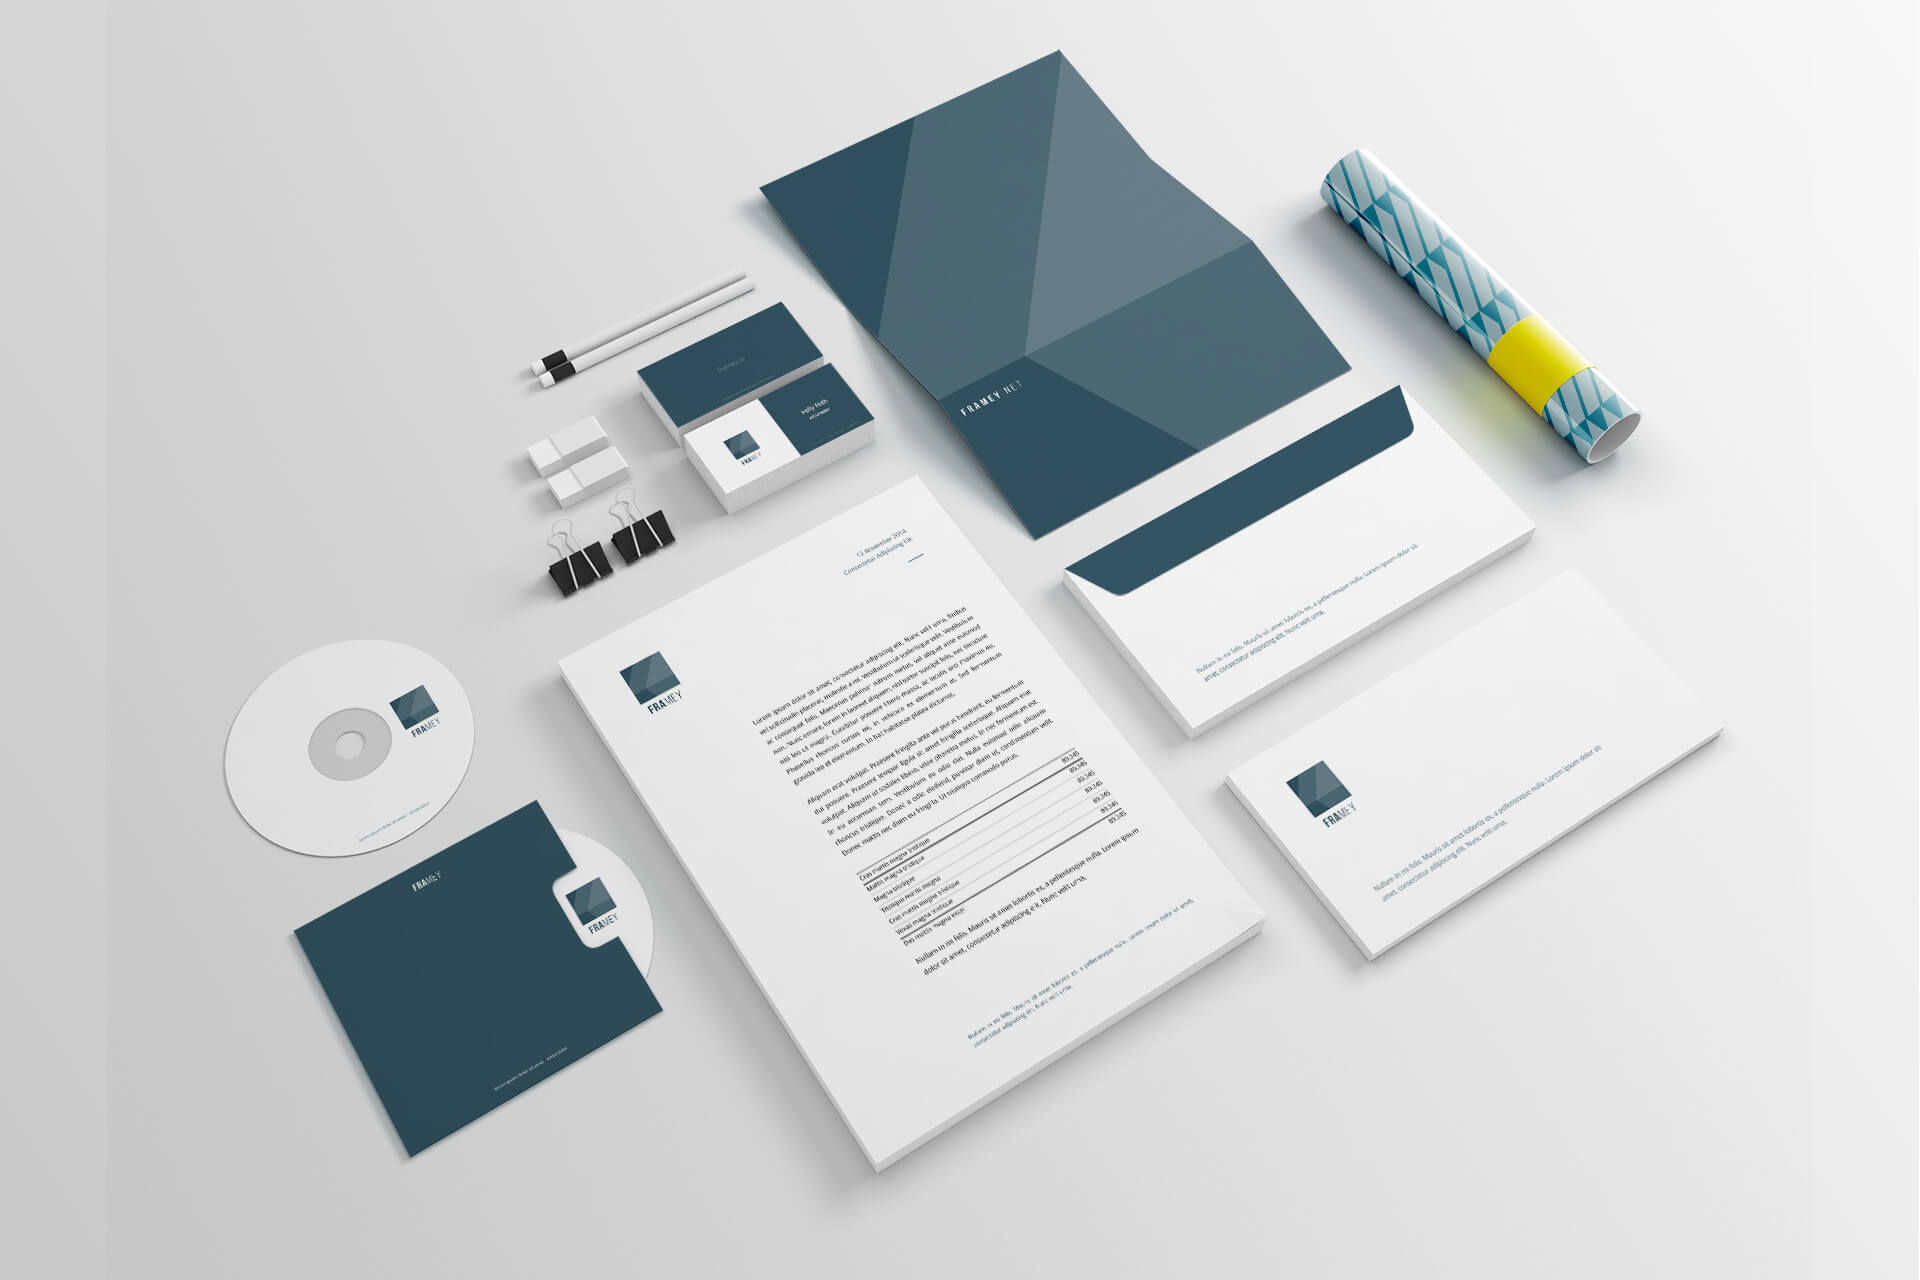 FRAMEY.NET
framey.se
Polly Nish
FRAMEY
12 November 2014
Consectetur Adipiscing Elit
FRAMEY
Lorem ipsum dolor sit amet, consectetur adipiscing elit. Nunc velit urna, finibus
vel sollicitudin placerat, molestie a mi. Vestibulum ut scelerisque velit. Vestibulum
ac consequat felis. Maecenas pulvinar rutrum metus, vel aliquet ante euismod
non. Nunc ornare, lorem in laoreet aliquam, nisl tortor suscipit felis, nec tincidunt
nisi leo ut magna. Curabitur posuere libero massa, ac iaculis orci maximus eu.
Phasellus rhoncus cursus mi, in vehicula ex elementum at. Sed fermentum
gravida leo et elementum. In hac habitasse platea dictumst.
Aliquam erat volutpat. Praesent fringilla ante vel purus hendrerit, eu fermentum
dui posuere. Praesent tempor ligula sit amet fringilla scelerisque. Aliquam erat
volutpat. Aliquam ut sodales libero, vitae pharetra metus. In nec fermentum est.
In eu accumsan sem. Vestibulum eu odio dui. Nulla euismod odio aliquam
rhoncus tristique. Donec a odio eleifend, pulvinar diam ut, condimentum velit.
Donec mattis nec diam eu fringilla. Ut tristique commodo purus.
Cras mattis magna tristique 89,345
Mattis magna tristique 89,345
Magna tristique 89,345
Tristique mattis magna 89,345
Cras mattis magna tristique 89,345
Vexas magna tristique 89,345
Des mattis magna excer 89,345
Nullam in mi felis. Mauris sit amet lobortis ex, a pellentesque nulla. Lorem ipsum
dolor sit amet, consectetur adipiscing elit. Nunc velit urna,
Nullam in mi felis. Mauris sit amet lobortis ex, a pellentesque nulla. Lorem ipsum dolor sit amet,
consectetur adipiscing elit. Nunc velit urna.
Nullam in mi felis. Mauris sit amet lobortis ex, a pellentesque nulla. Lorem ipsum dolor sit
amet, consectetur adipiscing elit. Nunc velit urna,
FRAMEY
Nullam in mi felis. Mauris sit amet lobortis ex, a pellentesque nulla. Lorem ipsum dolor sit
amet, consectetur adipiscing elit. Nunc velit urna,
FRAMEY
FRAMEY
FRAMEY